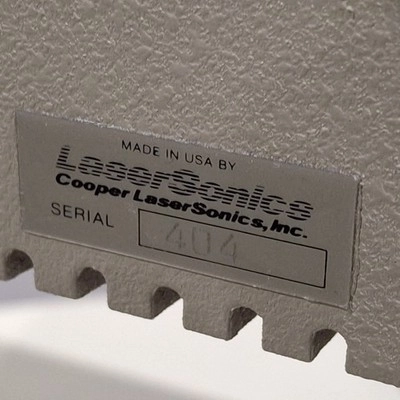 MADE IN USA BY
LaserSonics
Cooper LaserSonics, Inc.
SERIAL 404